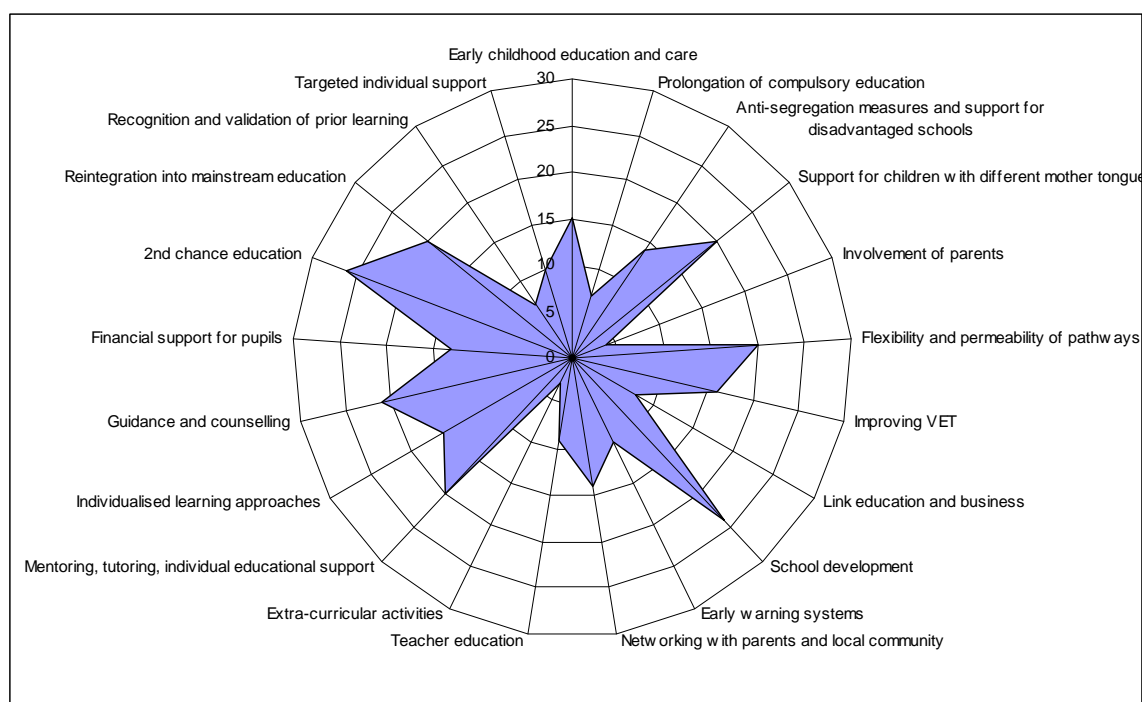 Early childhood education and care
Prolongation of compulsory education
Anti-segregation measures and support for
disadvantaged schools
Support for children with different mother tongue
Involvement of parents
Flexibility and permeability of pathways
Improving VET
Link education and business
School development
Early warning systems
Networking with parents and local community
Teacher education
Extra-curricular activities
Mentoring, tutoring, individual educational support
Individualised learning approaches
Guidance and counselling
Financial support for pupils
2nd chance education
Reintegration into mainstream education
Recognition and validation of prior learning
Targeted individual support
30
25
20
15
10
5
0